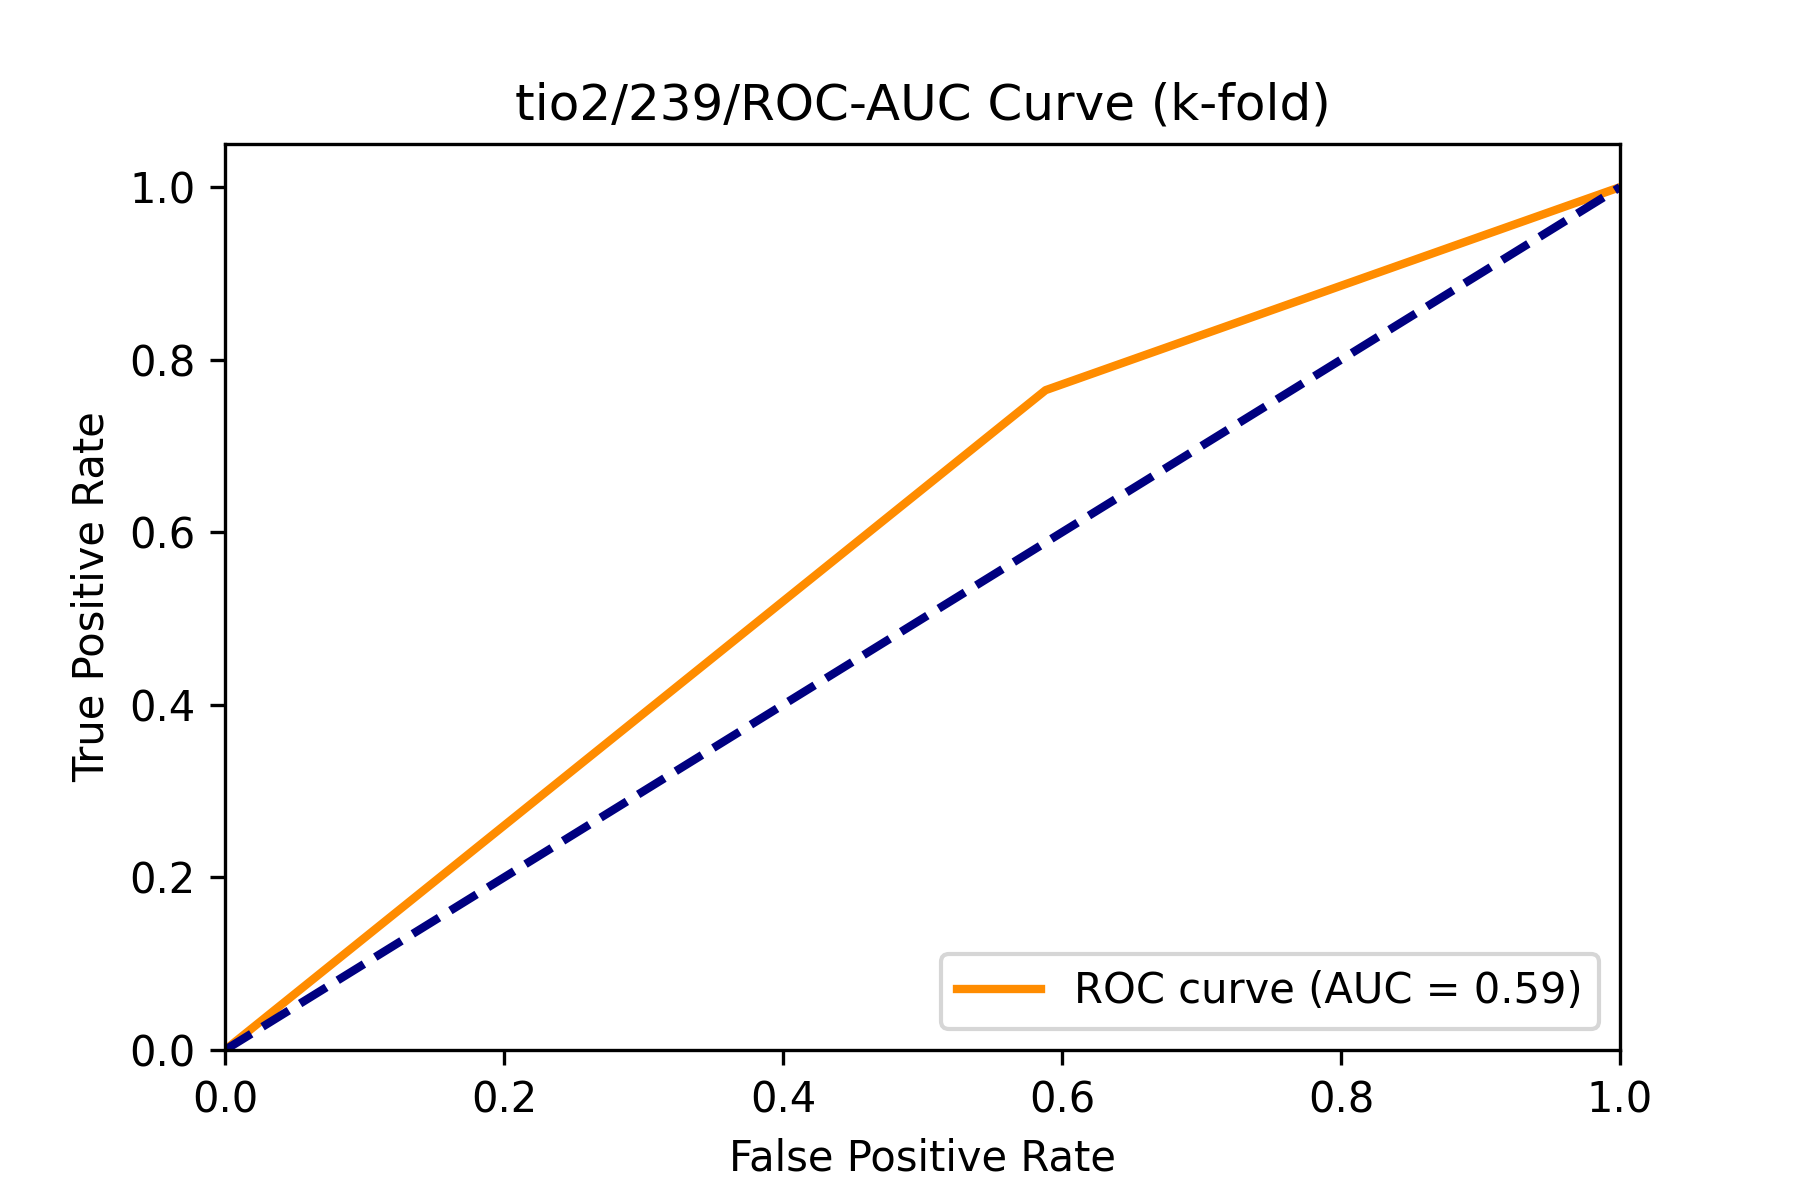 tio2/239/ROC-AUC Curve (k-fold)
True Positive Rate
1.0
0.8
0.6
0.4
0.2
0.0
ROC curve (AUC = 0.59)
0.0 0.2 0.4 0.6 0.8 1.0
False Positive Rate